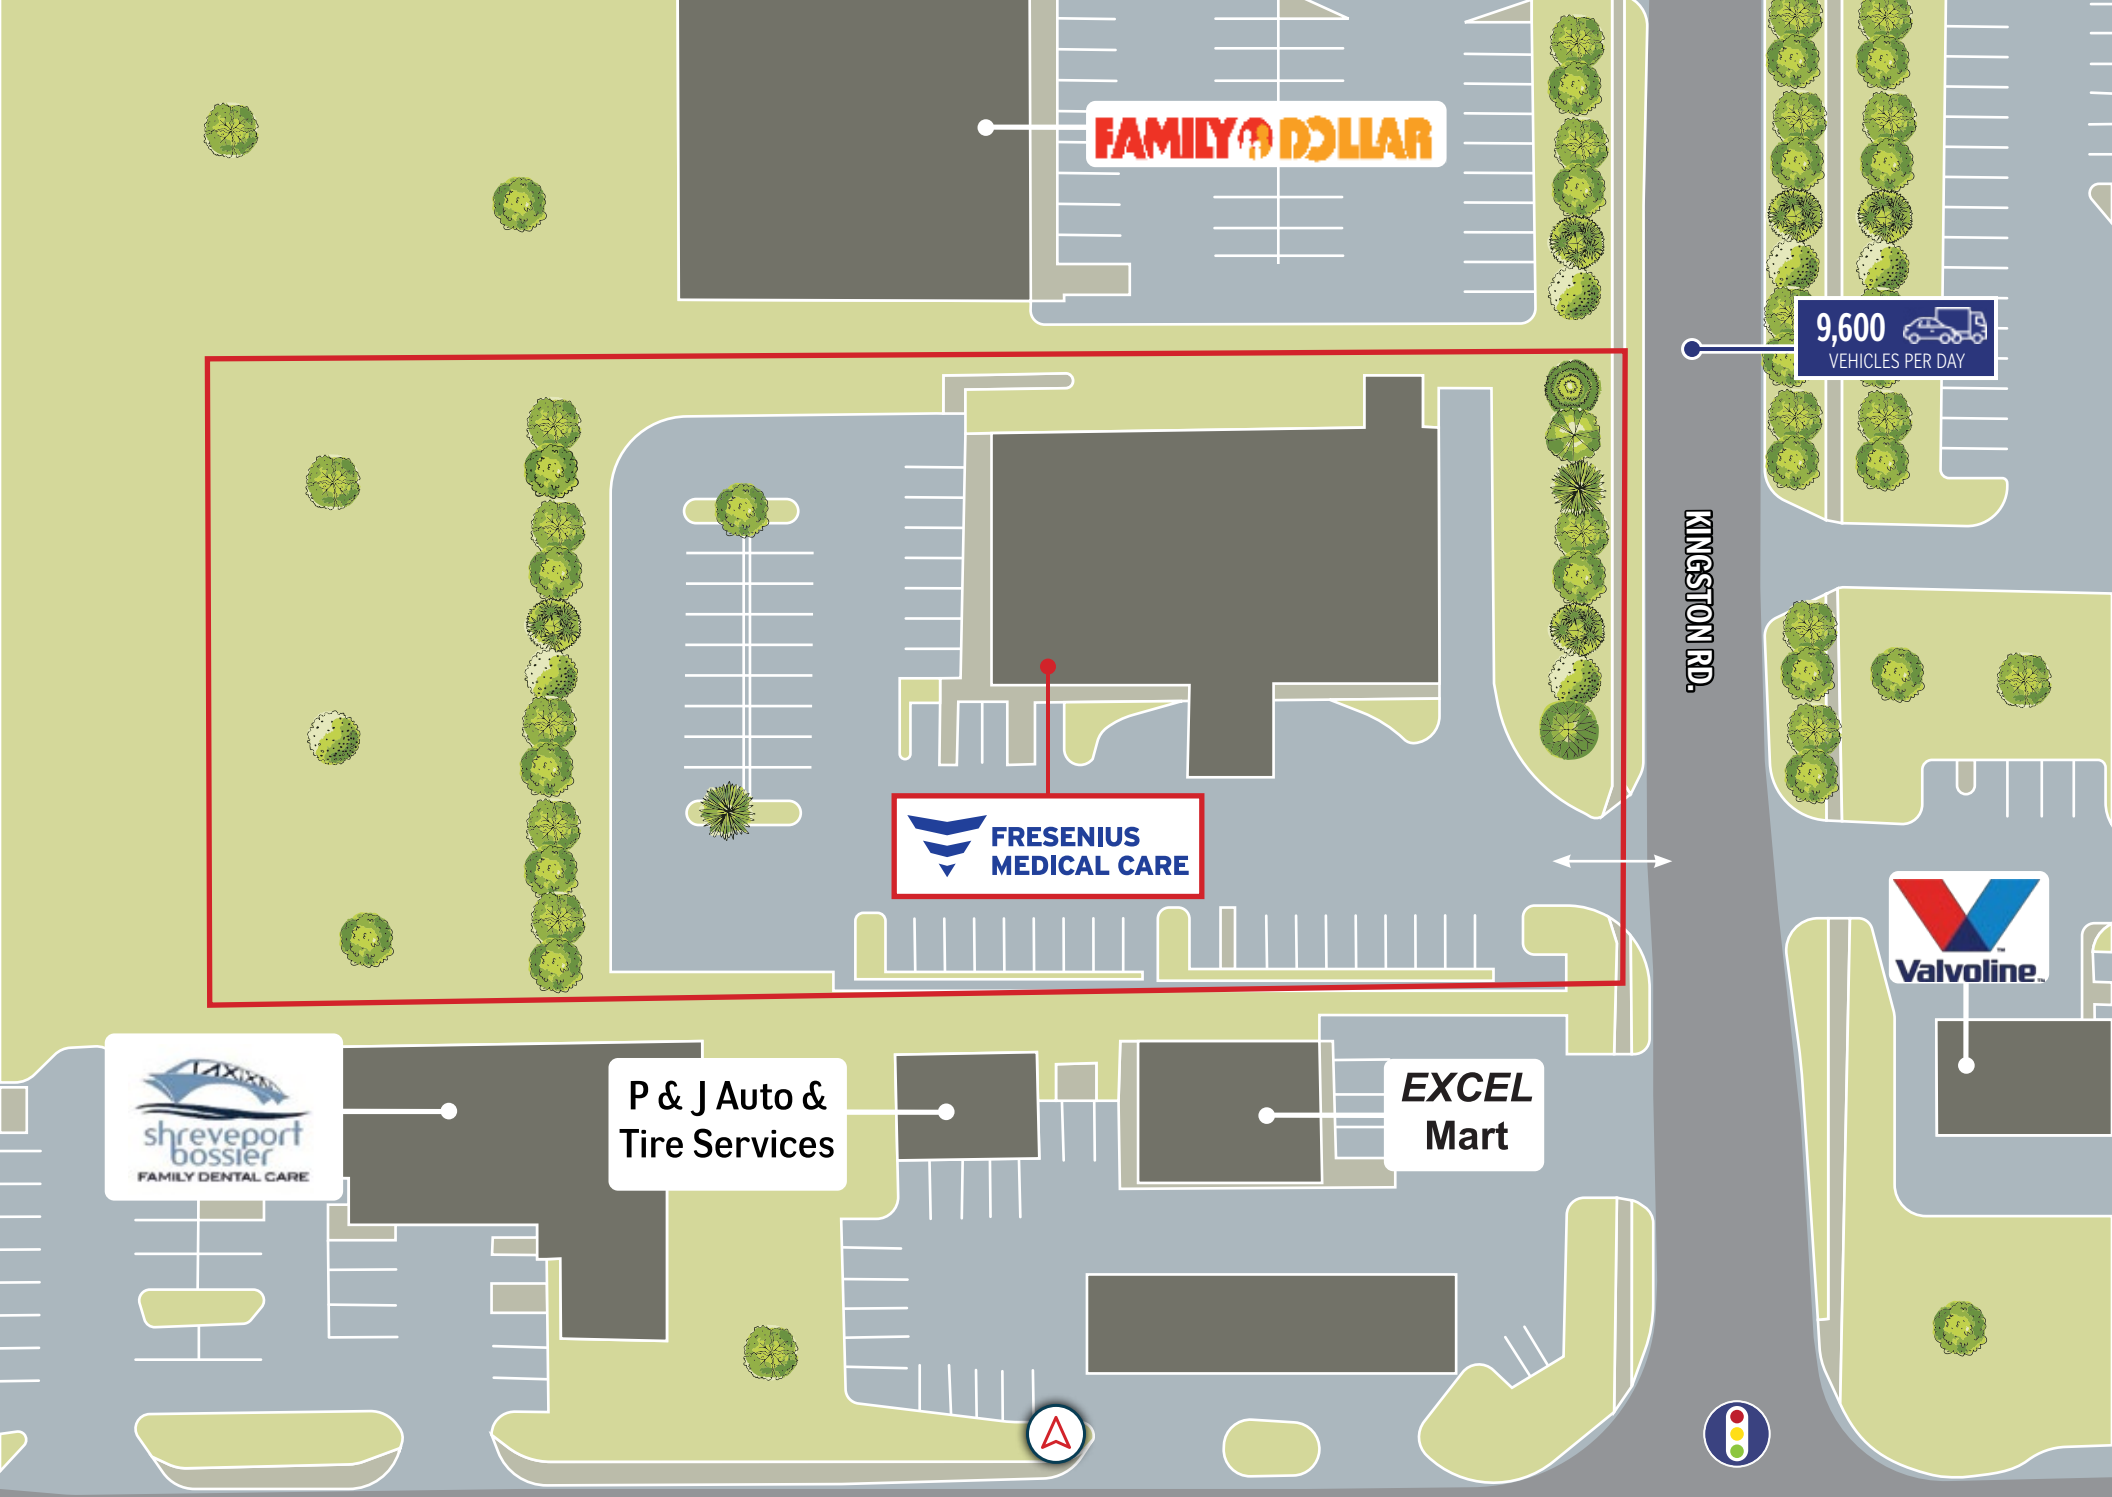 FAMILY DOLLAR
9,600
VEHICLES PER DAY
KINGSTON RD.
FRESENIUS
MEDICAL CARE
Valvoline™
shreveport
bossier
FAMILY DENTAL CARE
P & J Auto &
Tire Services
EXCEL
Mart